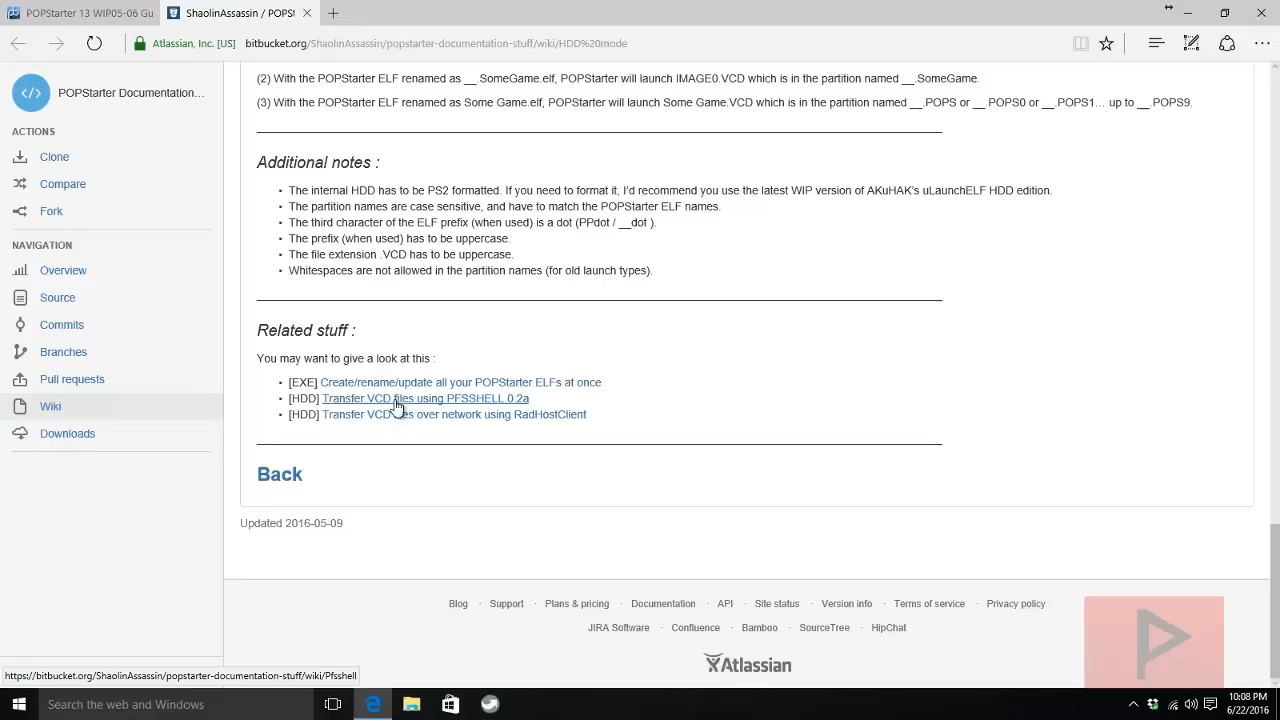 POPStarter 13 WIP05-06 Gu
ShaolinAssassin / POPSt
Atlassian, Inc. [US]
bitbucket.org/ShaolinAssassin/popstarter-documentation-stuff/wiki/HDD%20mode
POPStarter Documentation...
ACTIONS
Clone
Compare
Fork
NAVIGATION
Overview
Source
Commits
Branches
Pull requests
Wiki
Downloads
(2) With the POPStarter ELF renamed as __.SomeGame.elf, POPStarter will launch IMAGE0.VCD which is in the partition named __.SomeGame.
(3) With the POPStarter ELF renamed as Some Game.elf, POPStarter will launch Some Game.VCD which is in the partition named __.POPS or __.POPS0 or __.POPS1… up to __.POPS9.
Additional notes :
• The internal HDD has to be PS2 formatted. If you need to format it, I'd recommend you use the latest WIP version of AKuHAK's uLaunchELF HDD edition.
• The partition names are case sensitive, and have to match the POPStarter ELF names.
• The third character of the ELF prefix (when used) is a dot (PPdot / __dot ).
• The prefix (when used) has to be uppercase.
• The file extension .VCD has to be uppercase.
• Whitespaces are not allowed in the partition names (for old launch types).
Related stuff :
You may want to give a look at this :
• [EXE] Create/rename/update all your POPStarter ELFs at once
• [HDD] Transfer VCD files using PFSSHELL 0.2a
• [HDD] Transfer VCD files over network using RadHostClient
Back
Updated 2016-05-09
Blog · Support · Plans & pricing · Documentation · API · Site status · Version info · Terms of service · Privacy policy
JIRA Software · Confluence · Bamboo · SourceTree · HipChat
Atlassian
https://bitbucket.org/ShaolinAssassin/popstarter-documentation-stuff/wiki/Pfsshell
Search the web and Windows
10:08 PM
6/22/2016